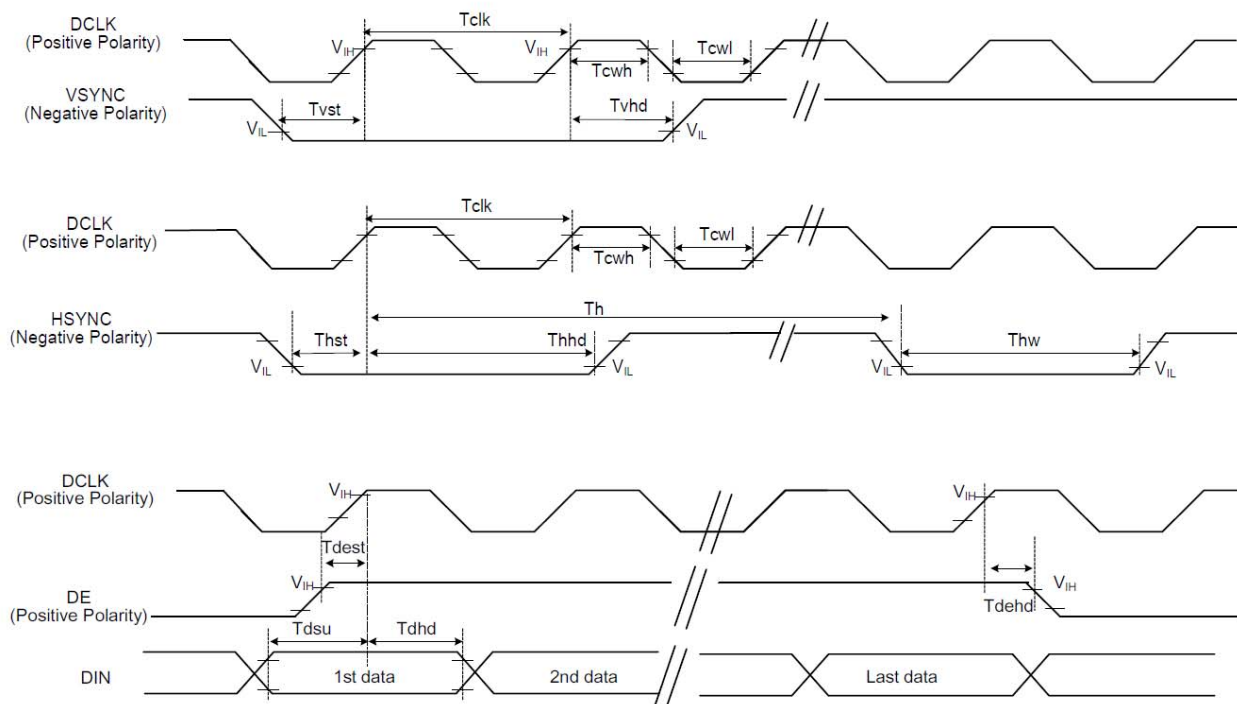 DCLK
(Positive Polarity)
Tclk
VIH
VIH
Tcwh
Tcwl
VSYNC
(Negative Polarity)
Tvst
Tvhd
VIL
VIL
DCLK
(Positive Polarity)
Tclk
Tcwh
Tcwl
HSYNC
(Negative Polarity)
Th
Thst
Thhd
Thw
VIL
VIL
VIL
VIL
DCLK
(Positive Polarity)
VIH
VIH
Tdest
DE
(Positive Polarity)
VIH
VIH
Tdehd
Tdsu
Tdhd
DIN
1st data
2nd data
Last data